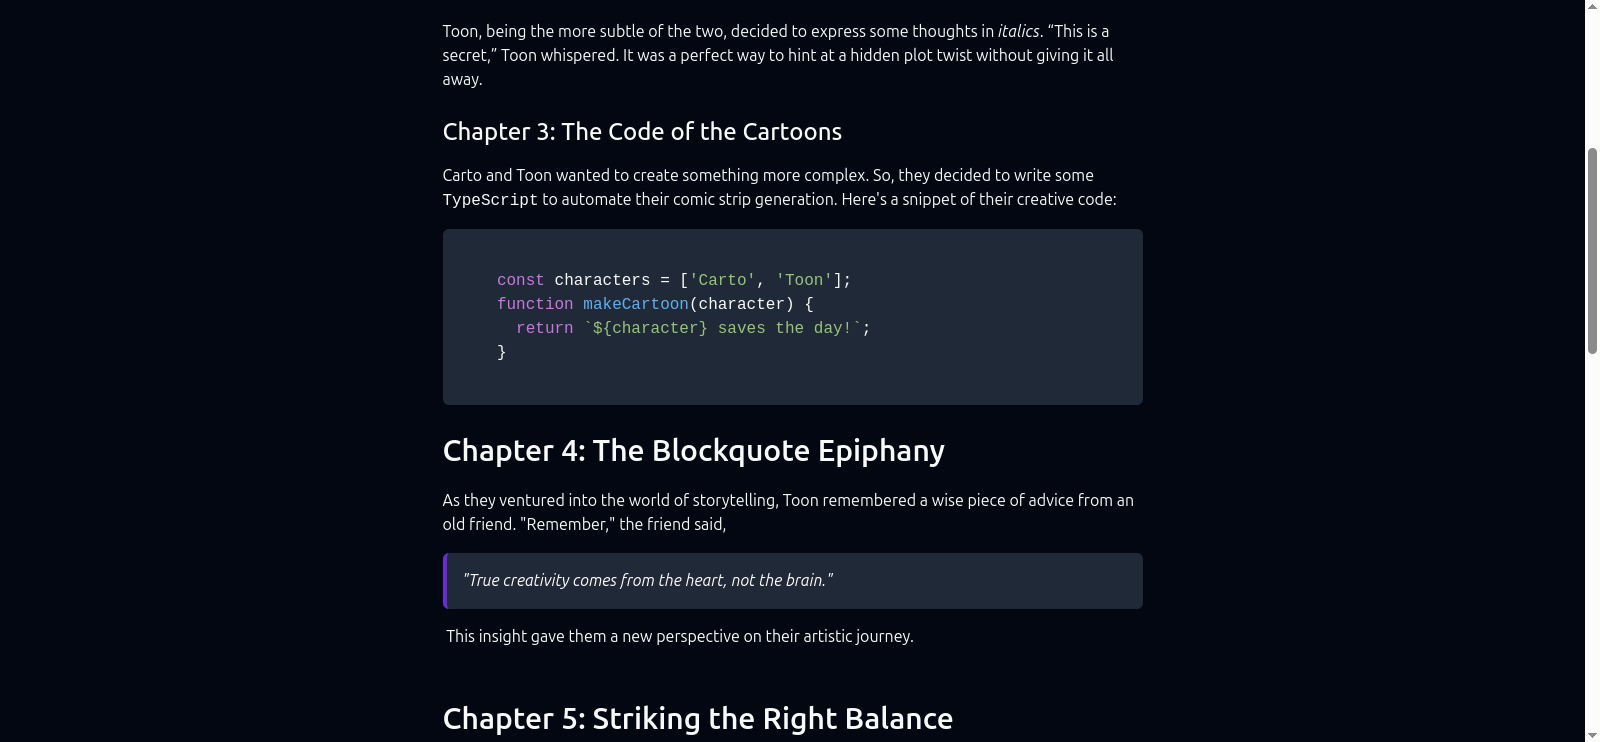 Toon, being the more subtle of the two, decided to express some thoughts in italics. “This is a
secret,” Toon whispered. It was a perfect way to hint at a hidden plot twist without giving it all
away.
Chapter 3: The Code of the Cartoons
Carto and Toon wanted to create something more complex. So, they decided to write some
TypeScript to automate their comic strip generation. Here's a snippet of their creative code:
const characters = ['Carto', 'Toon'];
function makeCartoon(character) {
  return `${character} saves the day!`;
}
Chapter 4: The Blockquote Epiphany
As they ventured into the world of storytelling, Toon remembered a wise piece of advice from an
old friend. "Remember," the friend said,
"True creativity comes from the heart, not the brain."
This insight gave them a new perspective on their artistic journey.
Chapter 5: Striking the Right Balance